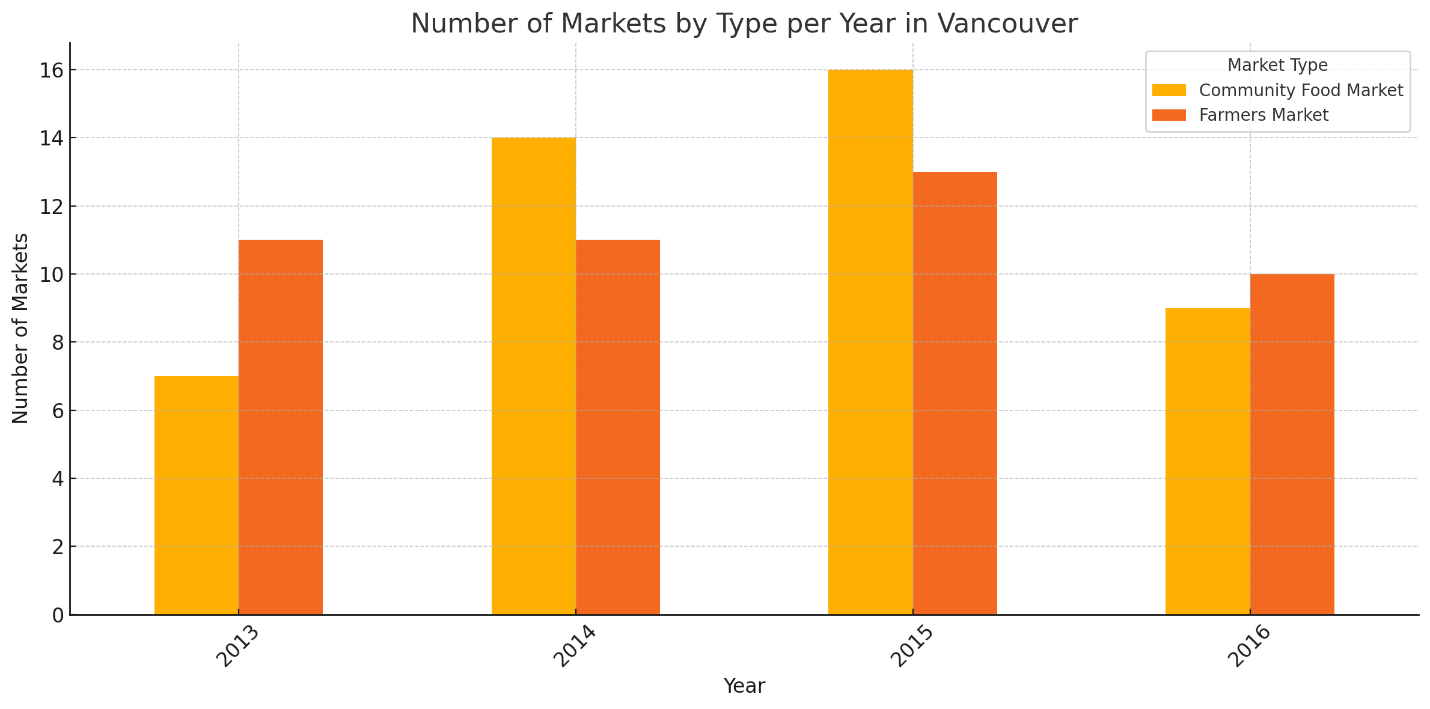 Number of Markets by Type per Year in Vancouver
Market Type
Community Food Market
Farmers Market
Number of Markets
16
14
12
10
8
6
4
2
0
2013
2014
2015
2016
Year